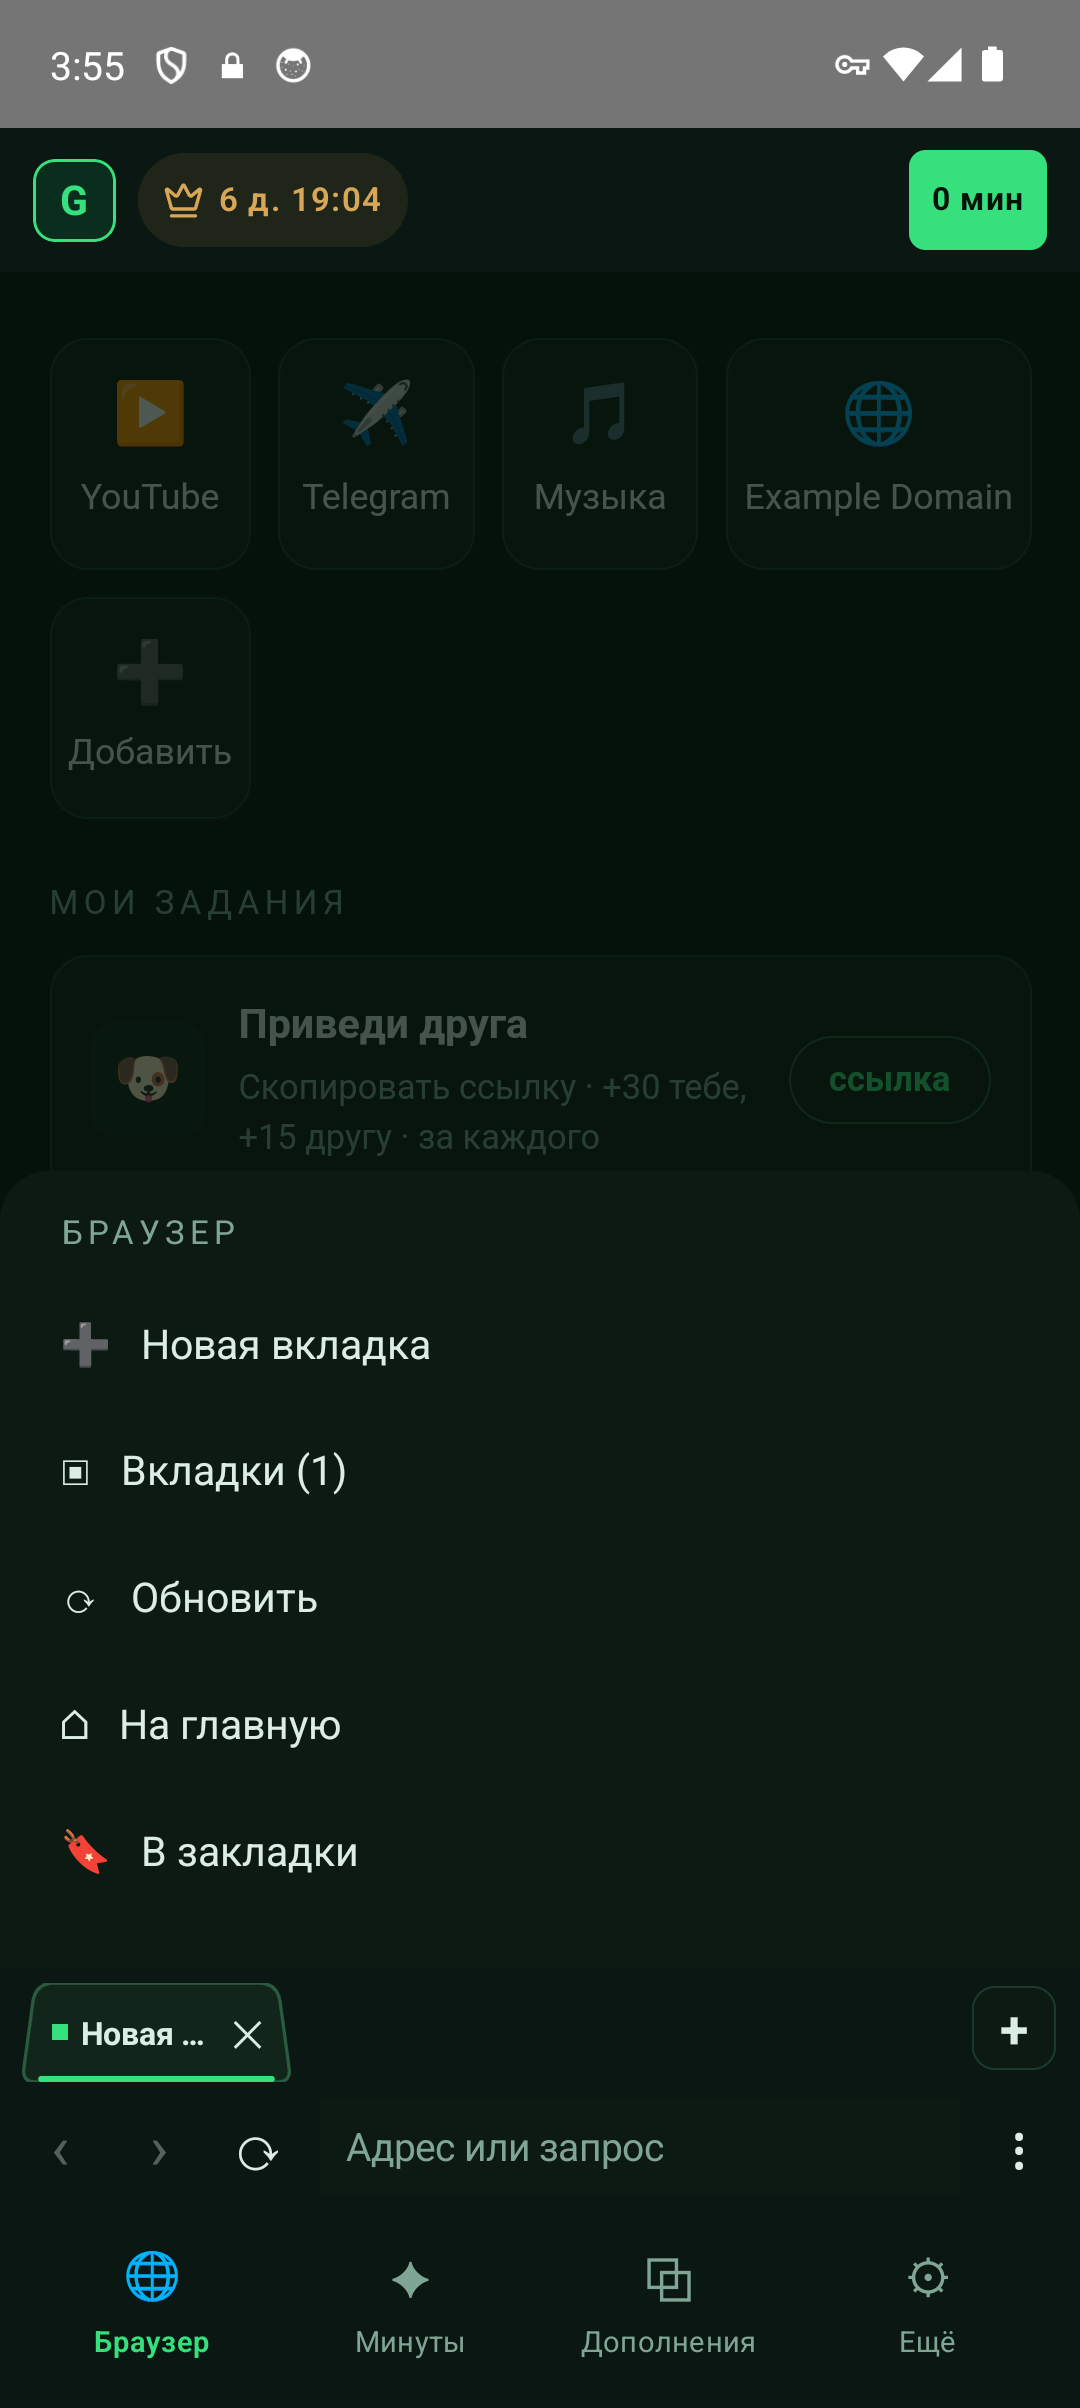 3:55
G
6 д. 19:04
0 мин
YouTube
Telegram
Музыка
Example Domain
Добавить
МОИ ЗАДАНИЯ
Приведи друга
Скопировать ссылку · +30 тебе,
+15 другу · за каждого
ссылка
БРАУЗЕР
Новая вкладка
Вкладки (1)
Обновить
На главную
В закладки
Новая ...
Адрес или запрос
Браузер
Минуты
Дополнения
Ещё